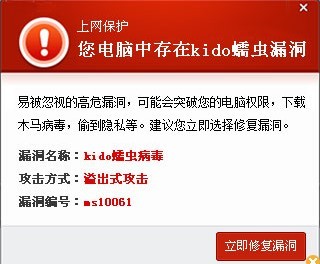 上网保护
您电脑中存在kido蠕虫漏洞
易被忽视的高危漏洞，可能会突破您的电脑权限，下载
木马病毒，偷到隐私等。建议您立即选择修复漏洞。
漏洞名称：kido蠕虫病毒
攻击方式：溢出式攻击
漏洞编号：ms10061
立即修复漏洞